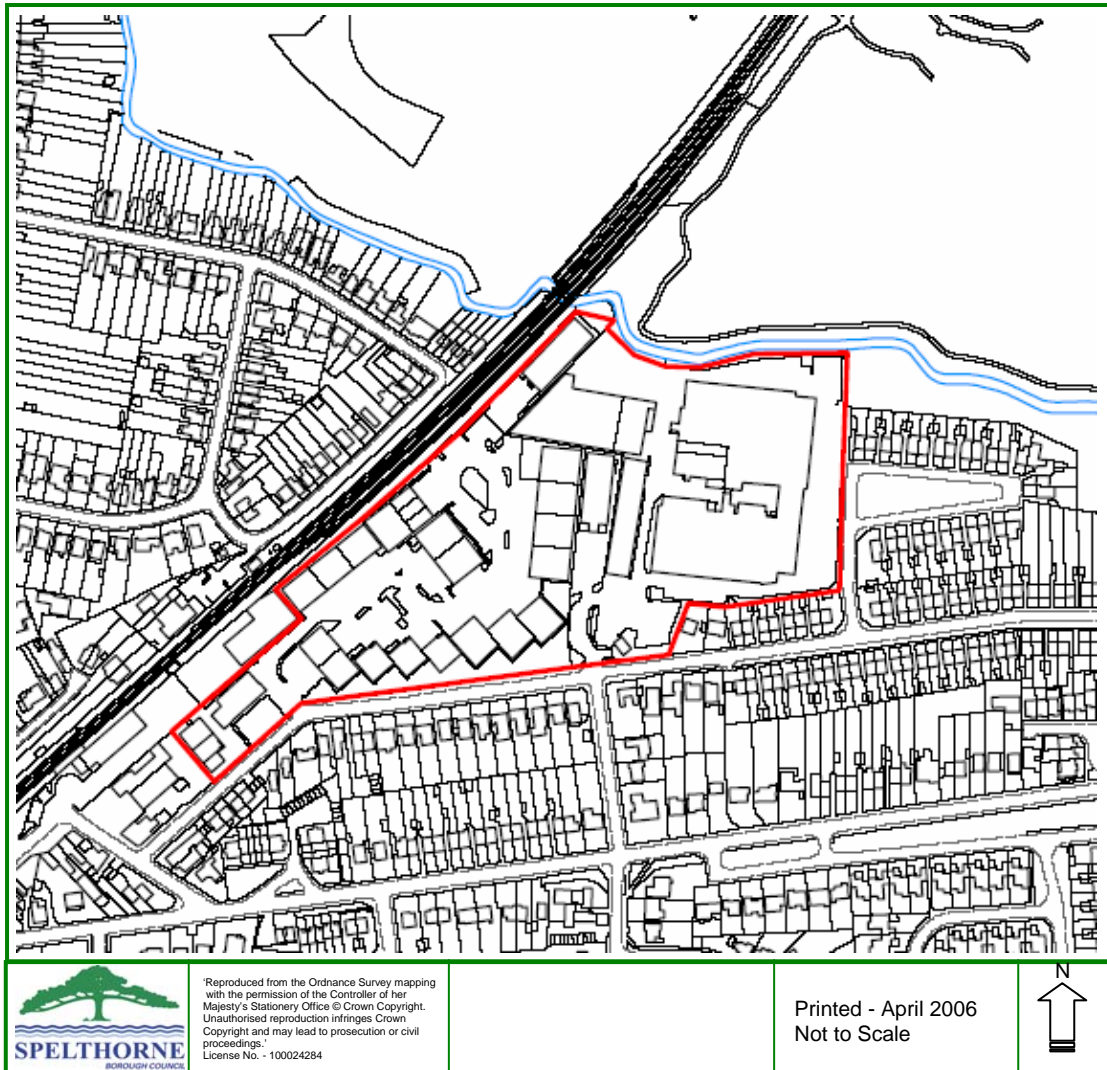 SPELTHORNE
BOROUGH COUNCIL
'Reproduced from the Ordnance Survey mapping
with the permission of the Controller of her
Majesty's Stationery Office © Crown Copyright.
Unauthorised reproduction infringes Crown
Copyright and may lead to prosecution or civil
proceedings.'
License No. - 100024284
Printed - April 2006
Not to Scale
N